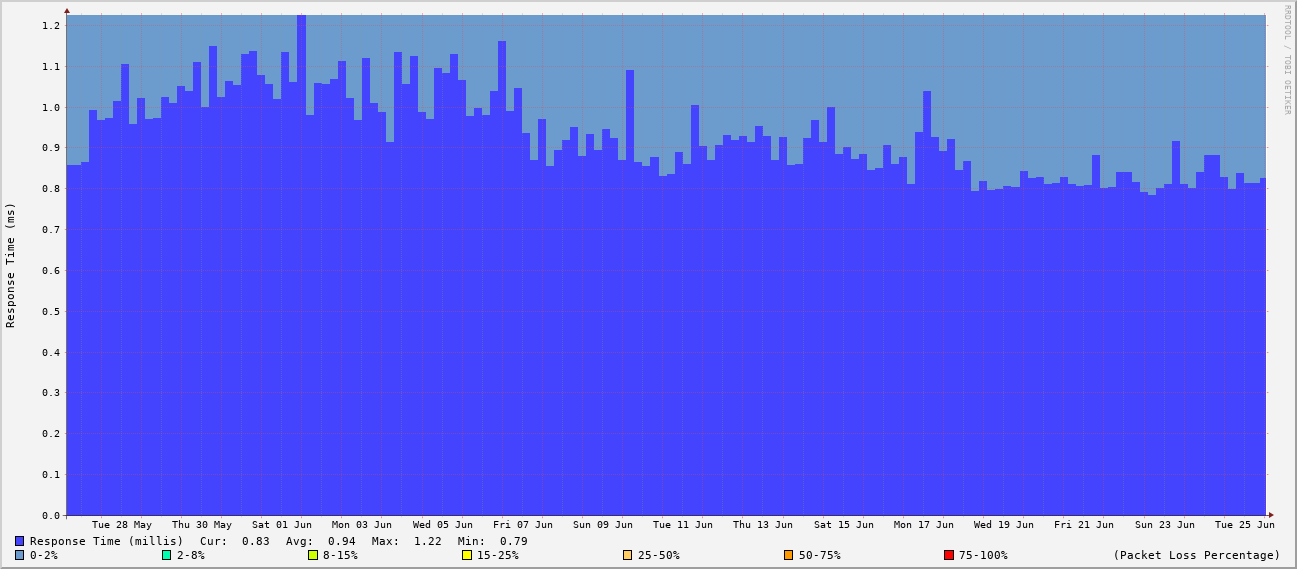 RRDTOOL / TOBI OETIKER
Response Time (ms)
1.2
1.1
1.0
0.9
0.8
0.7
0.6
0.5
0.4
0.3
0.2
0.1
0.0
Tue 28 May Thu 30 May Sat 01 Jun Mon 03 Jun Wed 05 Jun Fri 07 Jun Sun 09 Jun Tue 11 Jun Thu 13 Jun Sat 15 Jun Mon 17 Jun Wed 19 Jun Fri 21 Jun Sun 23 Jun Tue 25 Jun
Response Time (millis) Cur: 0.83 Avg: 0.94 Max: 1.22 Min: 0.79
0-2% 2-8% 8-15% 15-25% 25-50% 50-75% 75-100% (Packet Loss Percentage)